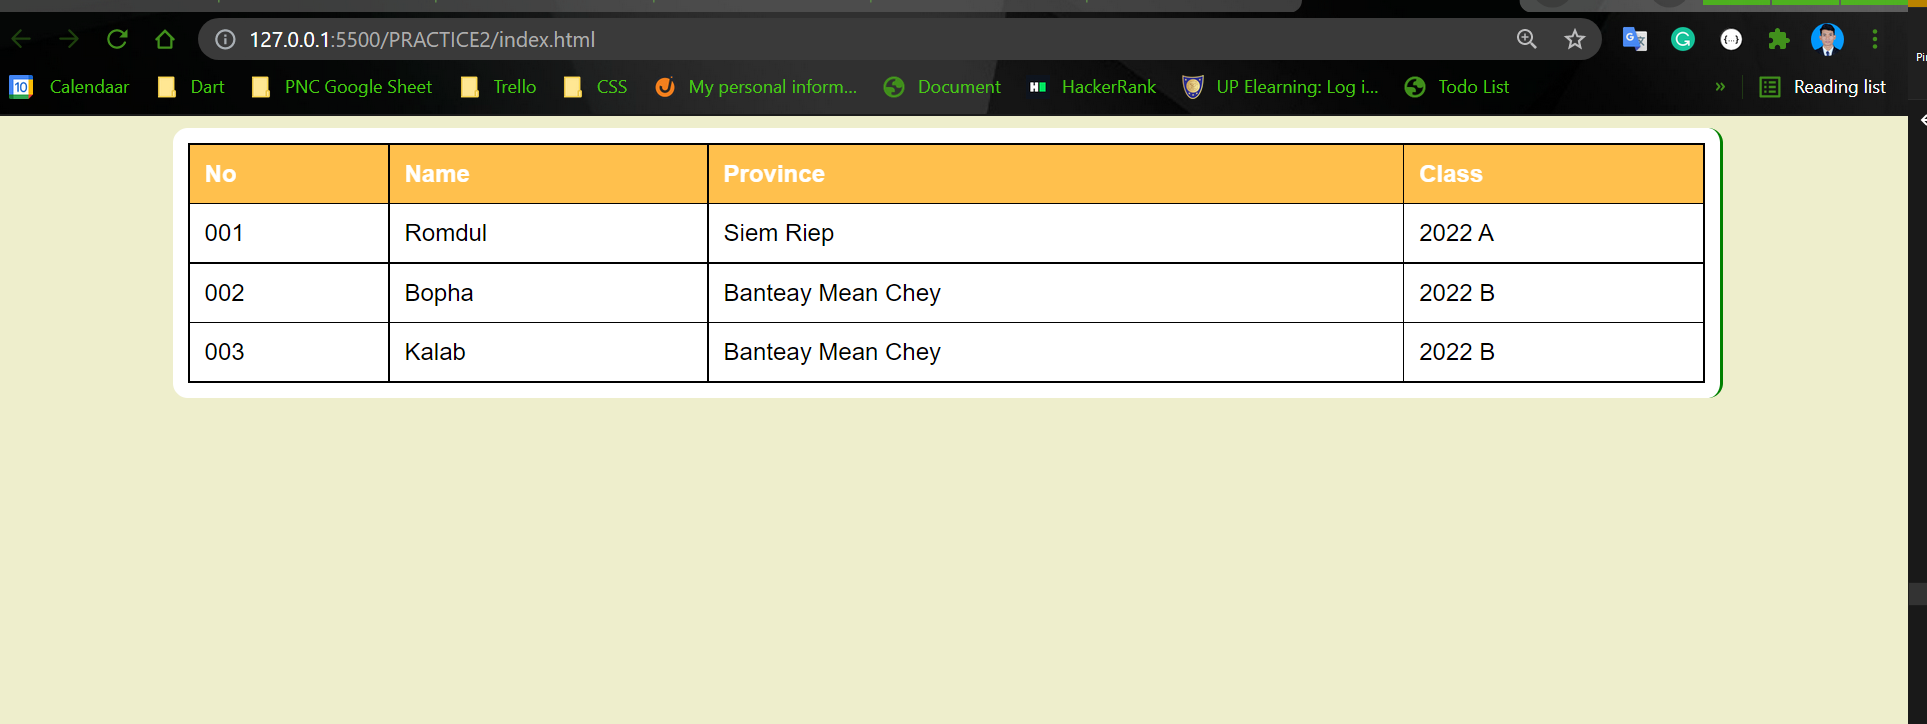 127.0.0.1:5500/PRACTICE2/index.html
10 Calendaar Dart PNC Google Sheet Trello CSS My personal inform... Document HackerRank UP Elearning: Log i... Todo List » Reading list
No Name Province Class
001 Romdul Siem Riep 2022 A
002 Bopha Banteay Mean Chey 2022 B
003 Kalab Banteay Mean Chey 2022 B